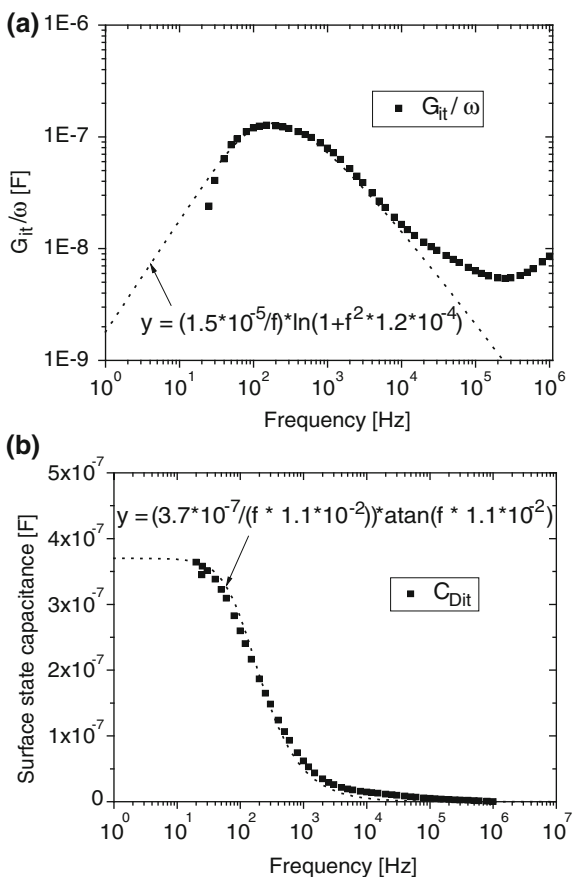 (a)
1E-6
1E-7
1E-8
1E-9
G_it/ω [F]
G_it/ω
y = (1.5*10^-5/f)*ln(1+f^2*1.2*10^-4)
10^0 10^1 10^2 10^3 10^4 10^5 10^6
Frequency [Hz]
(b)
5x10^-7
4x10^-7
3x10^-7
2x10^-7
1x10^-7
0
Surface state capacitance [F]
y = (3.7*10^-7/(f * 1.1*10^-2))*atan(f * 1.1*10^-2)
C_Dit
10^0 10^1 10^2 10^3 10^4 10^5 10^6 10^7
Frequency [Hz]